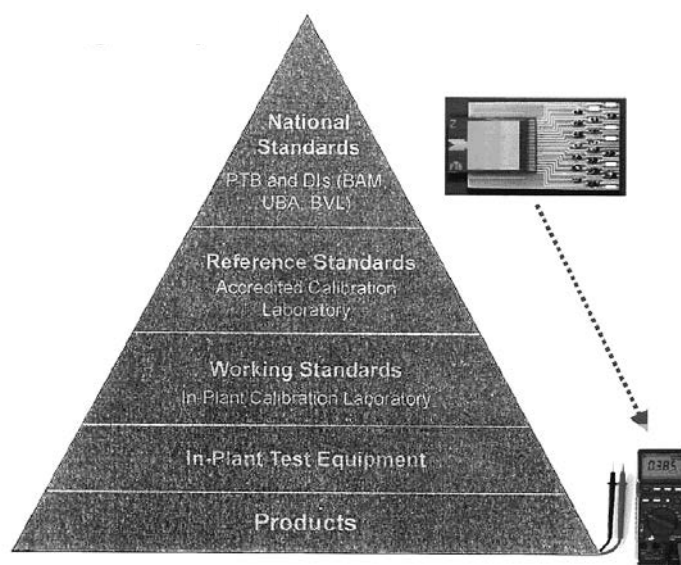 National
Standards
PTB and DIs (BAM,
UBA, BVL)
Reference Standards
Accredited Calibration
Laboratory
Working Standards
In-Plant Calibration Laboratory
In-Plant Test Equipment
Products
0.385